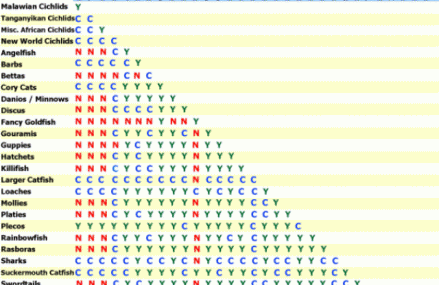 Malawian Cichlids Y
Tanganyikan Cichlids C C
Misc. African Cichlids C C Y
New World Cichlids C C C C
Angelfish N N N C Y
Barbs C C C C C Y
Bettas N N N N C N C
Cory Cats C C C C Y Y Y Y
Danios / Minnows N N N C Y Y Y Y Y
Discus N N N C C C C Y Y Y
Fancy Goldfish N N N N N N N Y N N Y
Gouramis N N N C Y Y C Y Y C N Y
Guppies N N N N Y C Y Y Y Y N Y Y
Hatchets N N N C Y C Y Y Y Y N Y Y Y
Killifish N N N C Y C C Y Y Y N Y Y Y Y
Larger Catfish C C C C C C C C C C N C C C C C
Loaches C C C C Y Y Y Y Y Y C Y C Y C C Y
Mollies N N N C Y Y Y Y Y Y N Y Y Y Y C C Y
Platies N N N C Y C Y Y Y Y N Y Y Y Y C C Y Y
Plecos Y Y Y Y Y Y Y Y Y C Y Y Y Y Y C Y Y Y C
Rainbowfish N N N C Y Y C Y Y Y N Y Y C Y C Y Y Y Y Y
Rasboras N N N C Y Y Y Y Y Y N Y Y Y Y C Y Y Y Y Y Y
Sharks C C C C C Y C C Y C N Y C C C C Y C C Y Y C C
Suckermouth Catfish C C C C C Y Y Y Y C Y Y C C Y Y C C Y Y Y C Y
Swordtails